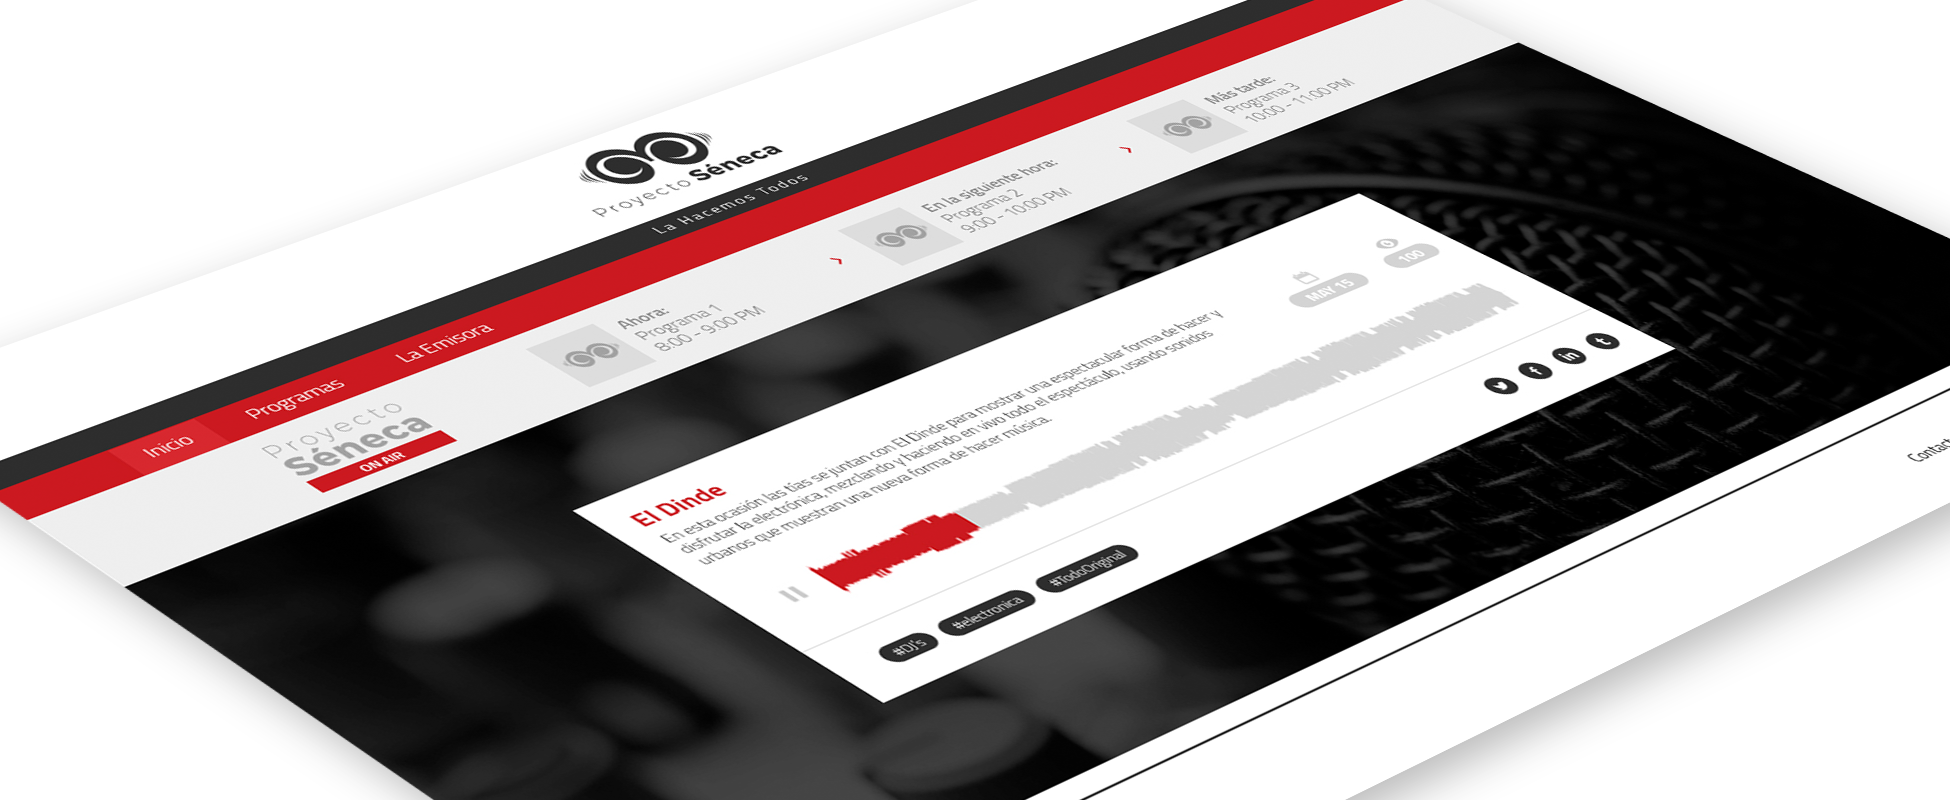 Proyecto Séneca
La Hacemos Todos
Inicio
Programas
La Emisora
Proyecto
Séneca
ON AIR
Ahora:
Programa 1
8:00 - 9:00 PM
En la siguiente hora:
Programa 2
9:00 - 10:00 PM
Más tarde:
Programa 3
10:00 - 11:00 PM
El Dinde
En esta ocasión las tías se juntan con El Dinde para mostrar una espectacular forma de hacer y
disfrutar la electrónica, mezclando y haciendo en vivo todo el espectáculo, usando sonidos
urbanos que muestran una nueva forma de hacer música.
MAY 15
100
#DJ's
#electronica
#TodoOriginal
Contact